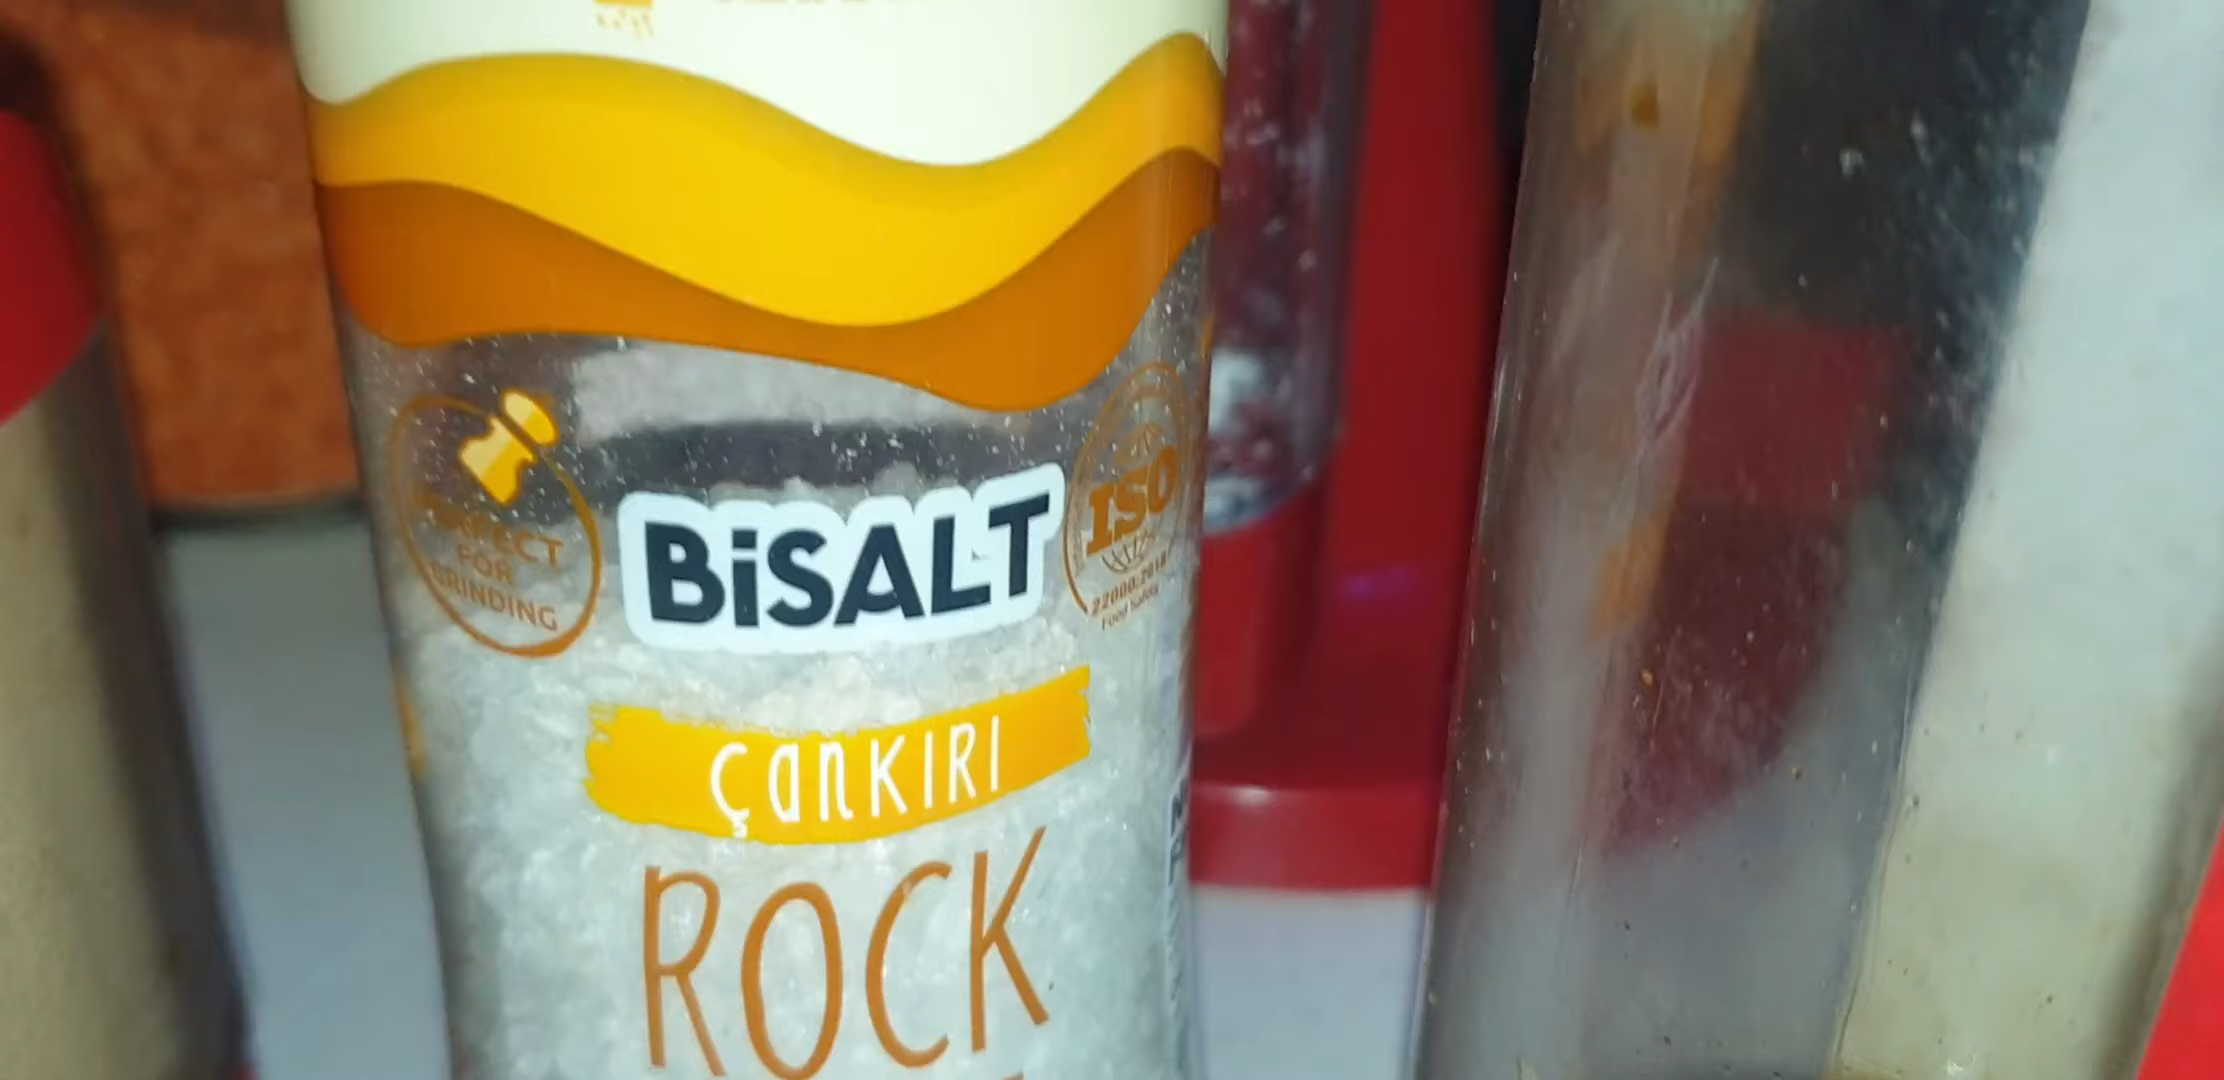 PERFECT
FOR
GRINDING
BiSALT
ISO
22000:2018
Food Safety
çankırı
ROCK